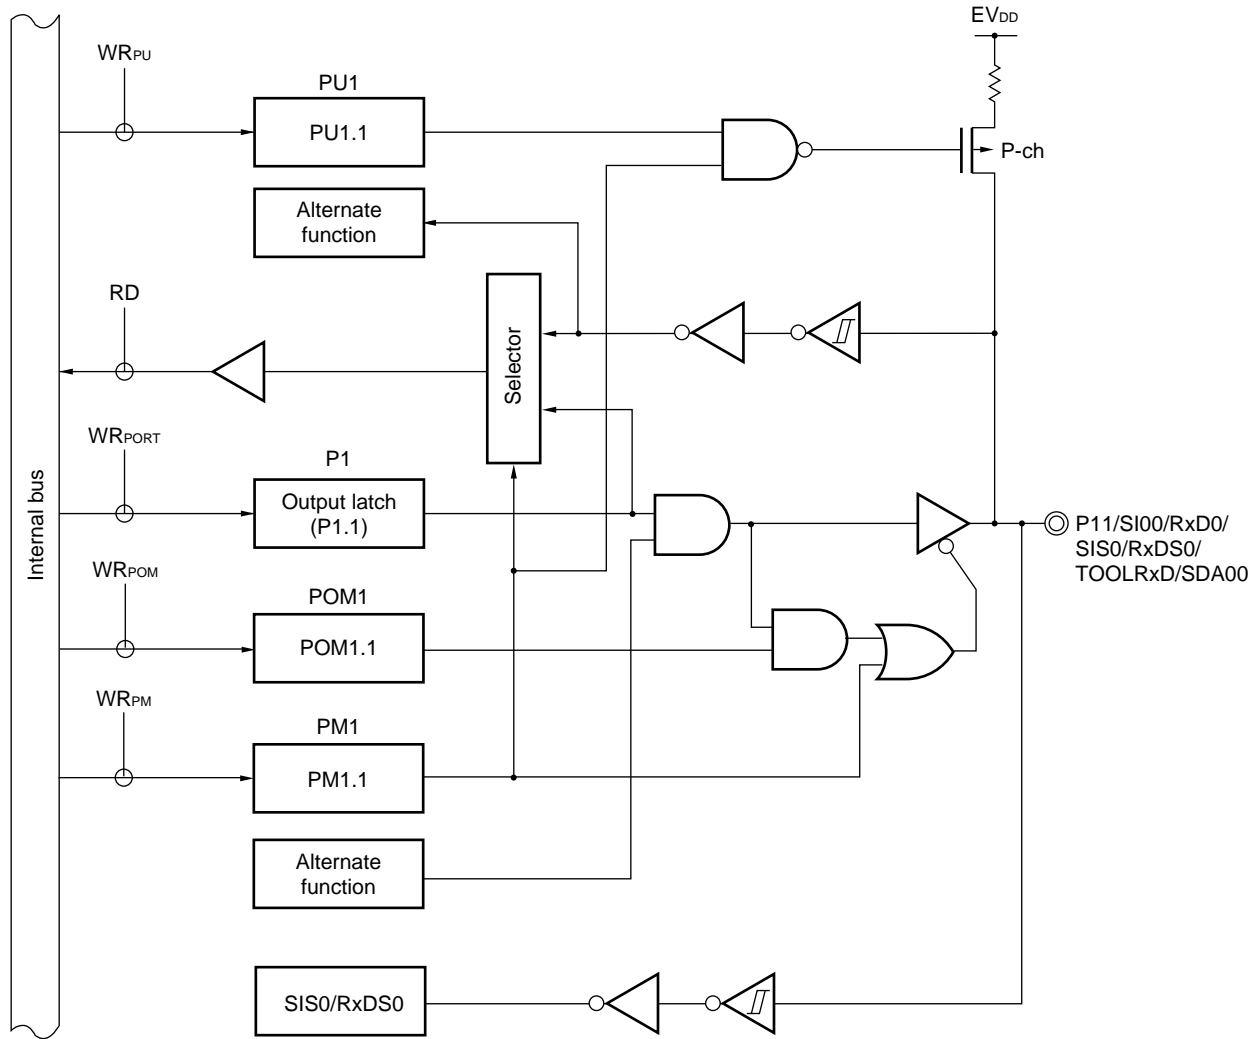 EVDD
WRPU
PU1
PU1.1
P-ch
Alternate
function
RD
Selector
WRPORT
P1
Output latch
(P1.1)
Internal bus
P11/SI00/RxD0/
SIS0/RxDS0/
TOOLRxD/SDA00
WRPOM
POM1
POM1.1
WRPM
PM1
PM1.1
Alternate
function
SIS0/RxDS0